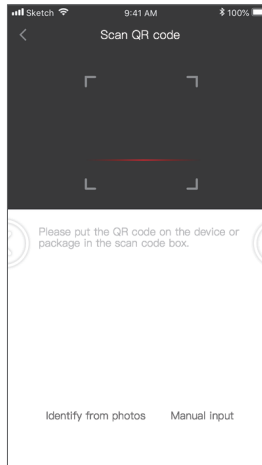 Sketch 9:41 AM 100%
Scan QR code
Please put the QR code on the device or
package in the scan code box.
Identify from photos Manual input